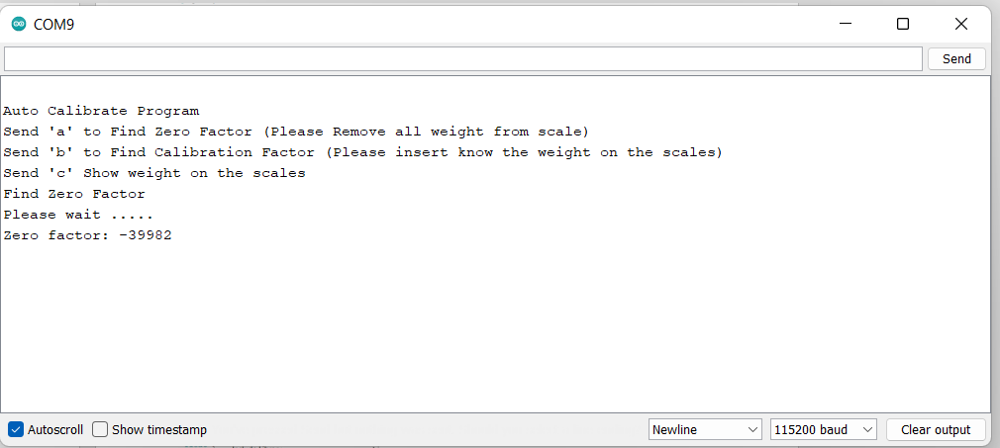 COM9
Send
Auto Calibrate Program
Send 'a' to Find Zero Factor (Please Remove all weight from scale)
Send 'b' to Find Calibration Factor (Please insert know the weight on the scales)
Send 'c' Show weight on the scales
Find Zero Factor
Please wait .....
Zero factor: -39982
Autoscroll Show timestamp Newline 115200 baud Clear output